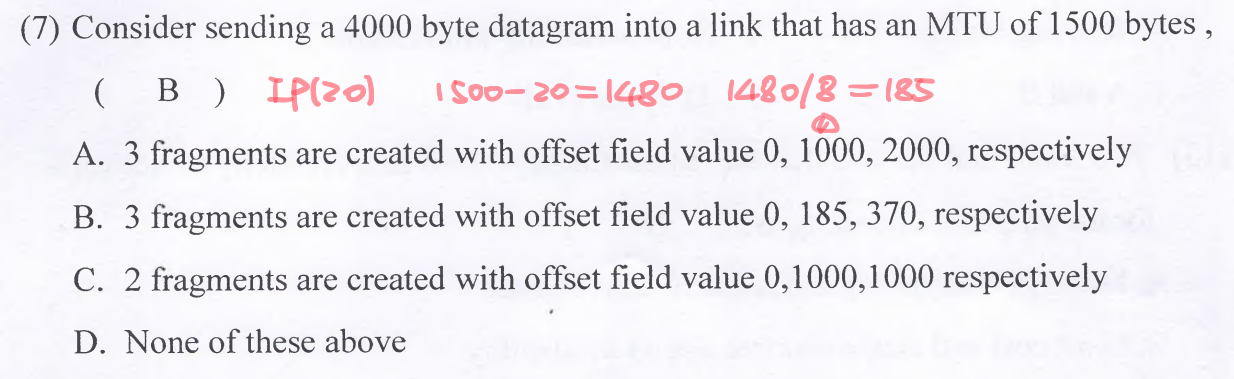 (7) Consider sending a 4000 byte datagram into a link that has an MTU of 1500 bytes ,
( B ) IP(20) 1500-20=1480 1480/8=185
A. 3 fragments are created with offset field value 0, 1000, 2000, respectively
B. 3 fragments are created with offset field value 0, 185, 370, respectively
C. 2 fragments are created with offset field value 0,1000,1000 respectively
D. None of these above